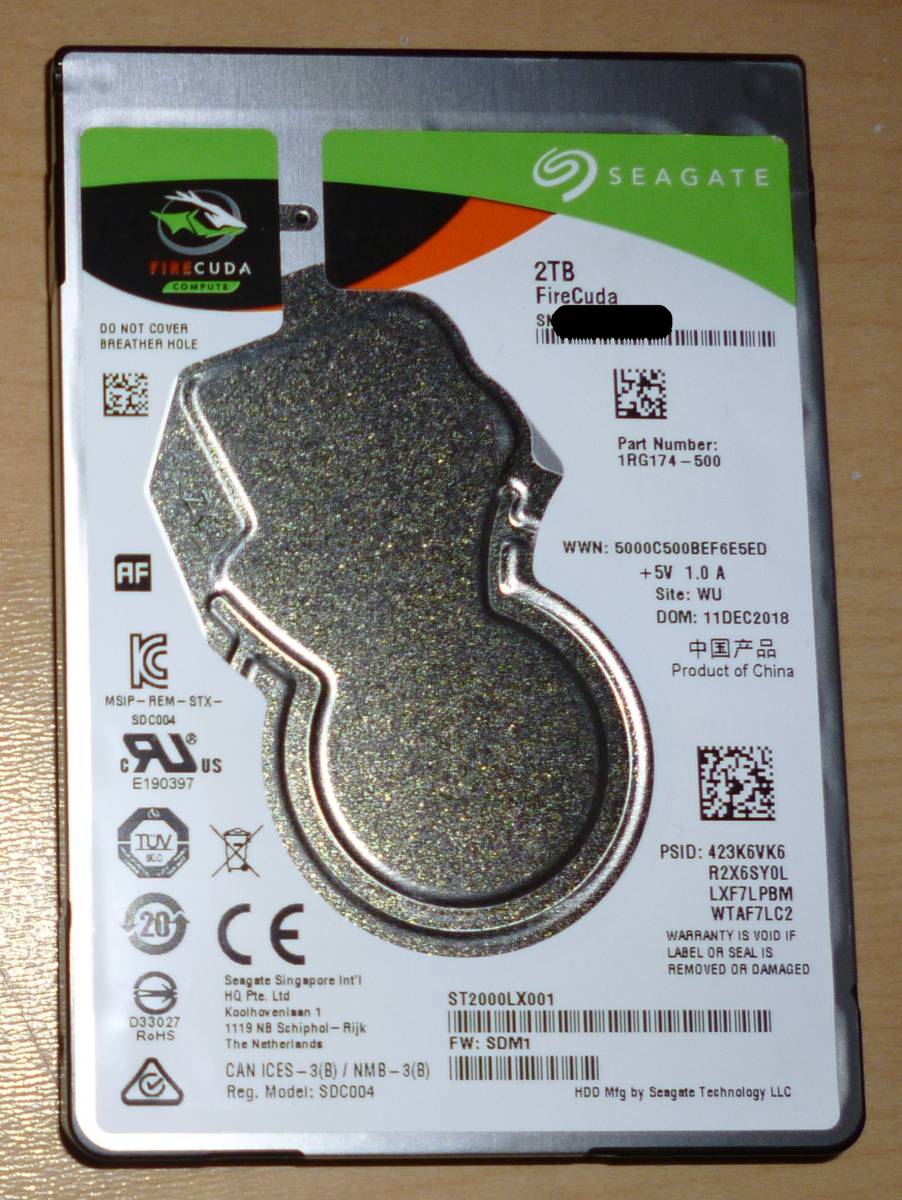 SEAGATE
FIRECUDA
COMPUTE
2TB
FireCuda
DO NOT COVER
BREATHER HOLE
Part Number:
1RG174-500
WWN: 5000C500BEF6E5ED
+5V 1.0 A
Site: WU
DOM: 11DEC2018
中国产品
Product of China
AF
MSIP-REM-STX-
SDC004
c RU ® US
E190397
TÜV
PSID: 423K6VK6
R2X6SY0L
LXF7LPBM
WTAF7LC2
WARRANTY IS VOID IF
LABEL OR SEAL IS
REMOVED OR DAMAGED
20
CE
D33027
RoHS
Seagate Singapore Int'l
HQ Pte. Ltd
Koolhovenlaan 1
1119 NB Schiphol-Rijk
The Netherlands
CAN ICES-3(B) / NMB-3(B)
Reg. Model: SDC004
ST2000LX001
FW: SDM1
HDD Mfg by Seagate Technology LLC